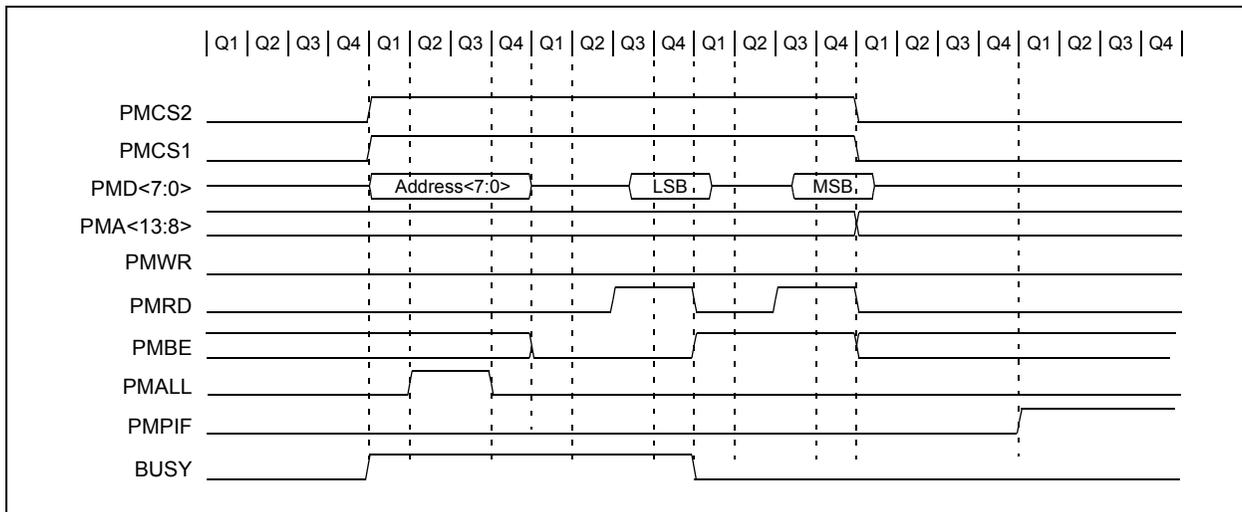 Q1 Q2 Q3 Q4 Q1 Q2 Q3 Q4 Q1 Q2 Q3 Q4 Q1 Q2 Q3 Q4 Q1 Q2 Q3 Q4 Q1 Q2 Q3 Q4
PMCS2
PMCS1
PMD<7:0> Address<7:0> LSB MSB
PMA<13:8>
PMWR
PMRD
PMBE
PMALL
PMPIF
BUSY